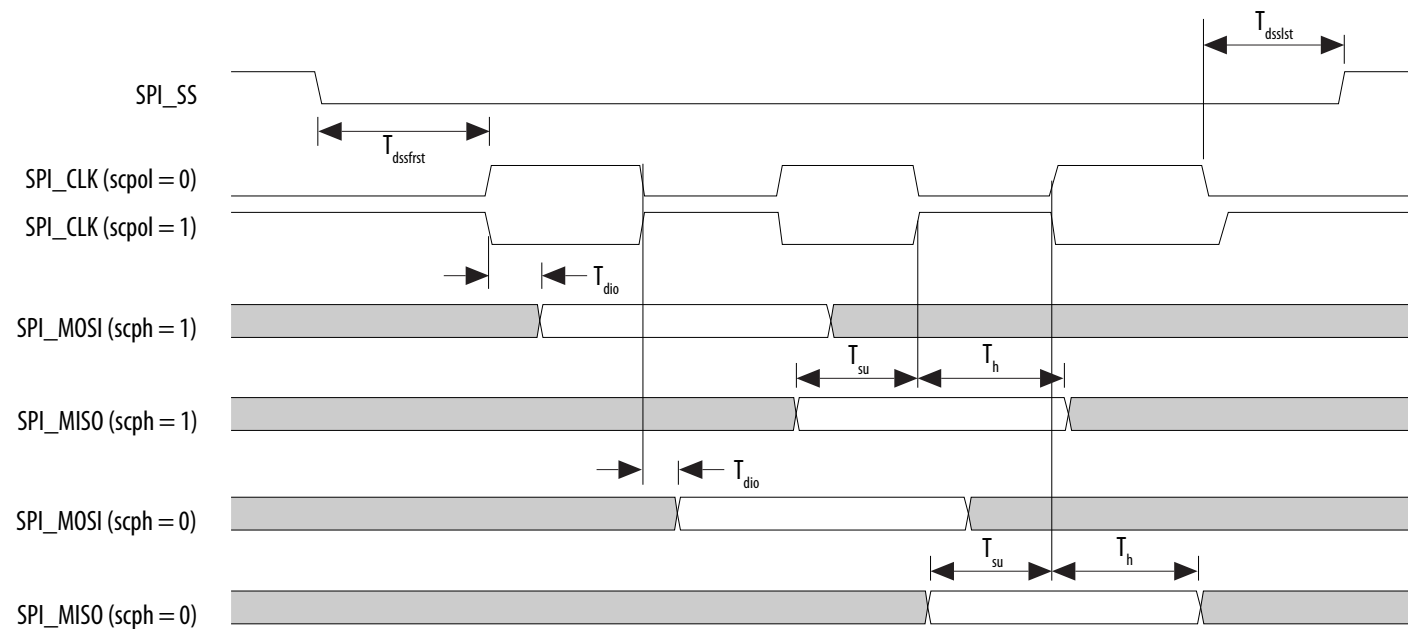 T_dsslst
SPI_SS
T_dssfrst
SPI_CLK (scpol = 0)
SPI_CLK (scpol = 1)
T_dio
SPI_MOSI (scph = 1)
T_su T_h
SPI_MISO (scph = 1)
T_dio
SPI_MOSI (scph = 0)
T_su T_h
SPI_MISO (scph = 0)